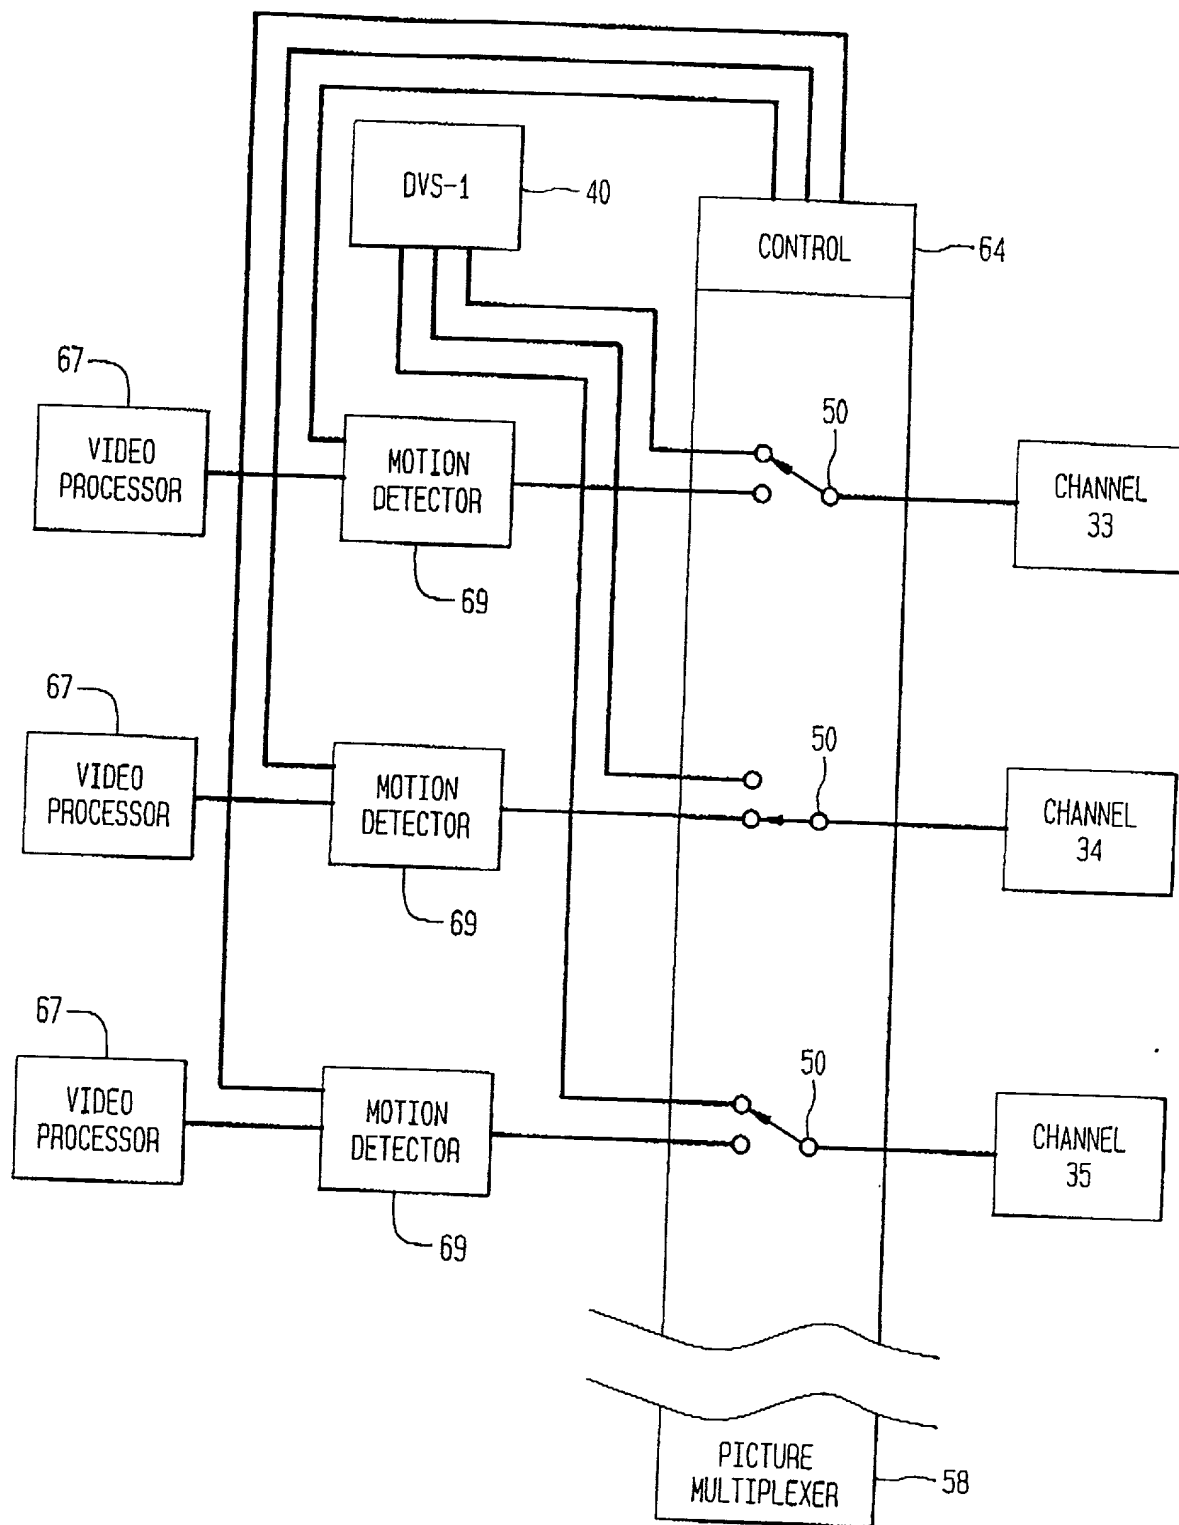 DVS-1
40
CONTROL
64
67
VIDEO
PROCESSOR
MOTION
DETECTOR
69
50
CHANNEL
33
67
VIDEO
PROCESSOR
MOTION
DETECTOR
69
50
CHANNEL
34
67
VIDEO
PROCESSOR
MOTION
DETECTOR
69
50
CHANNEL
35
PICTURE
MULTIPLEXER
58